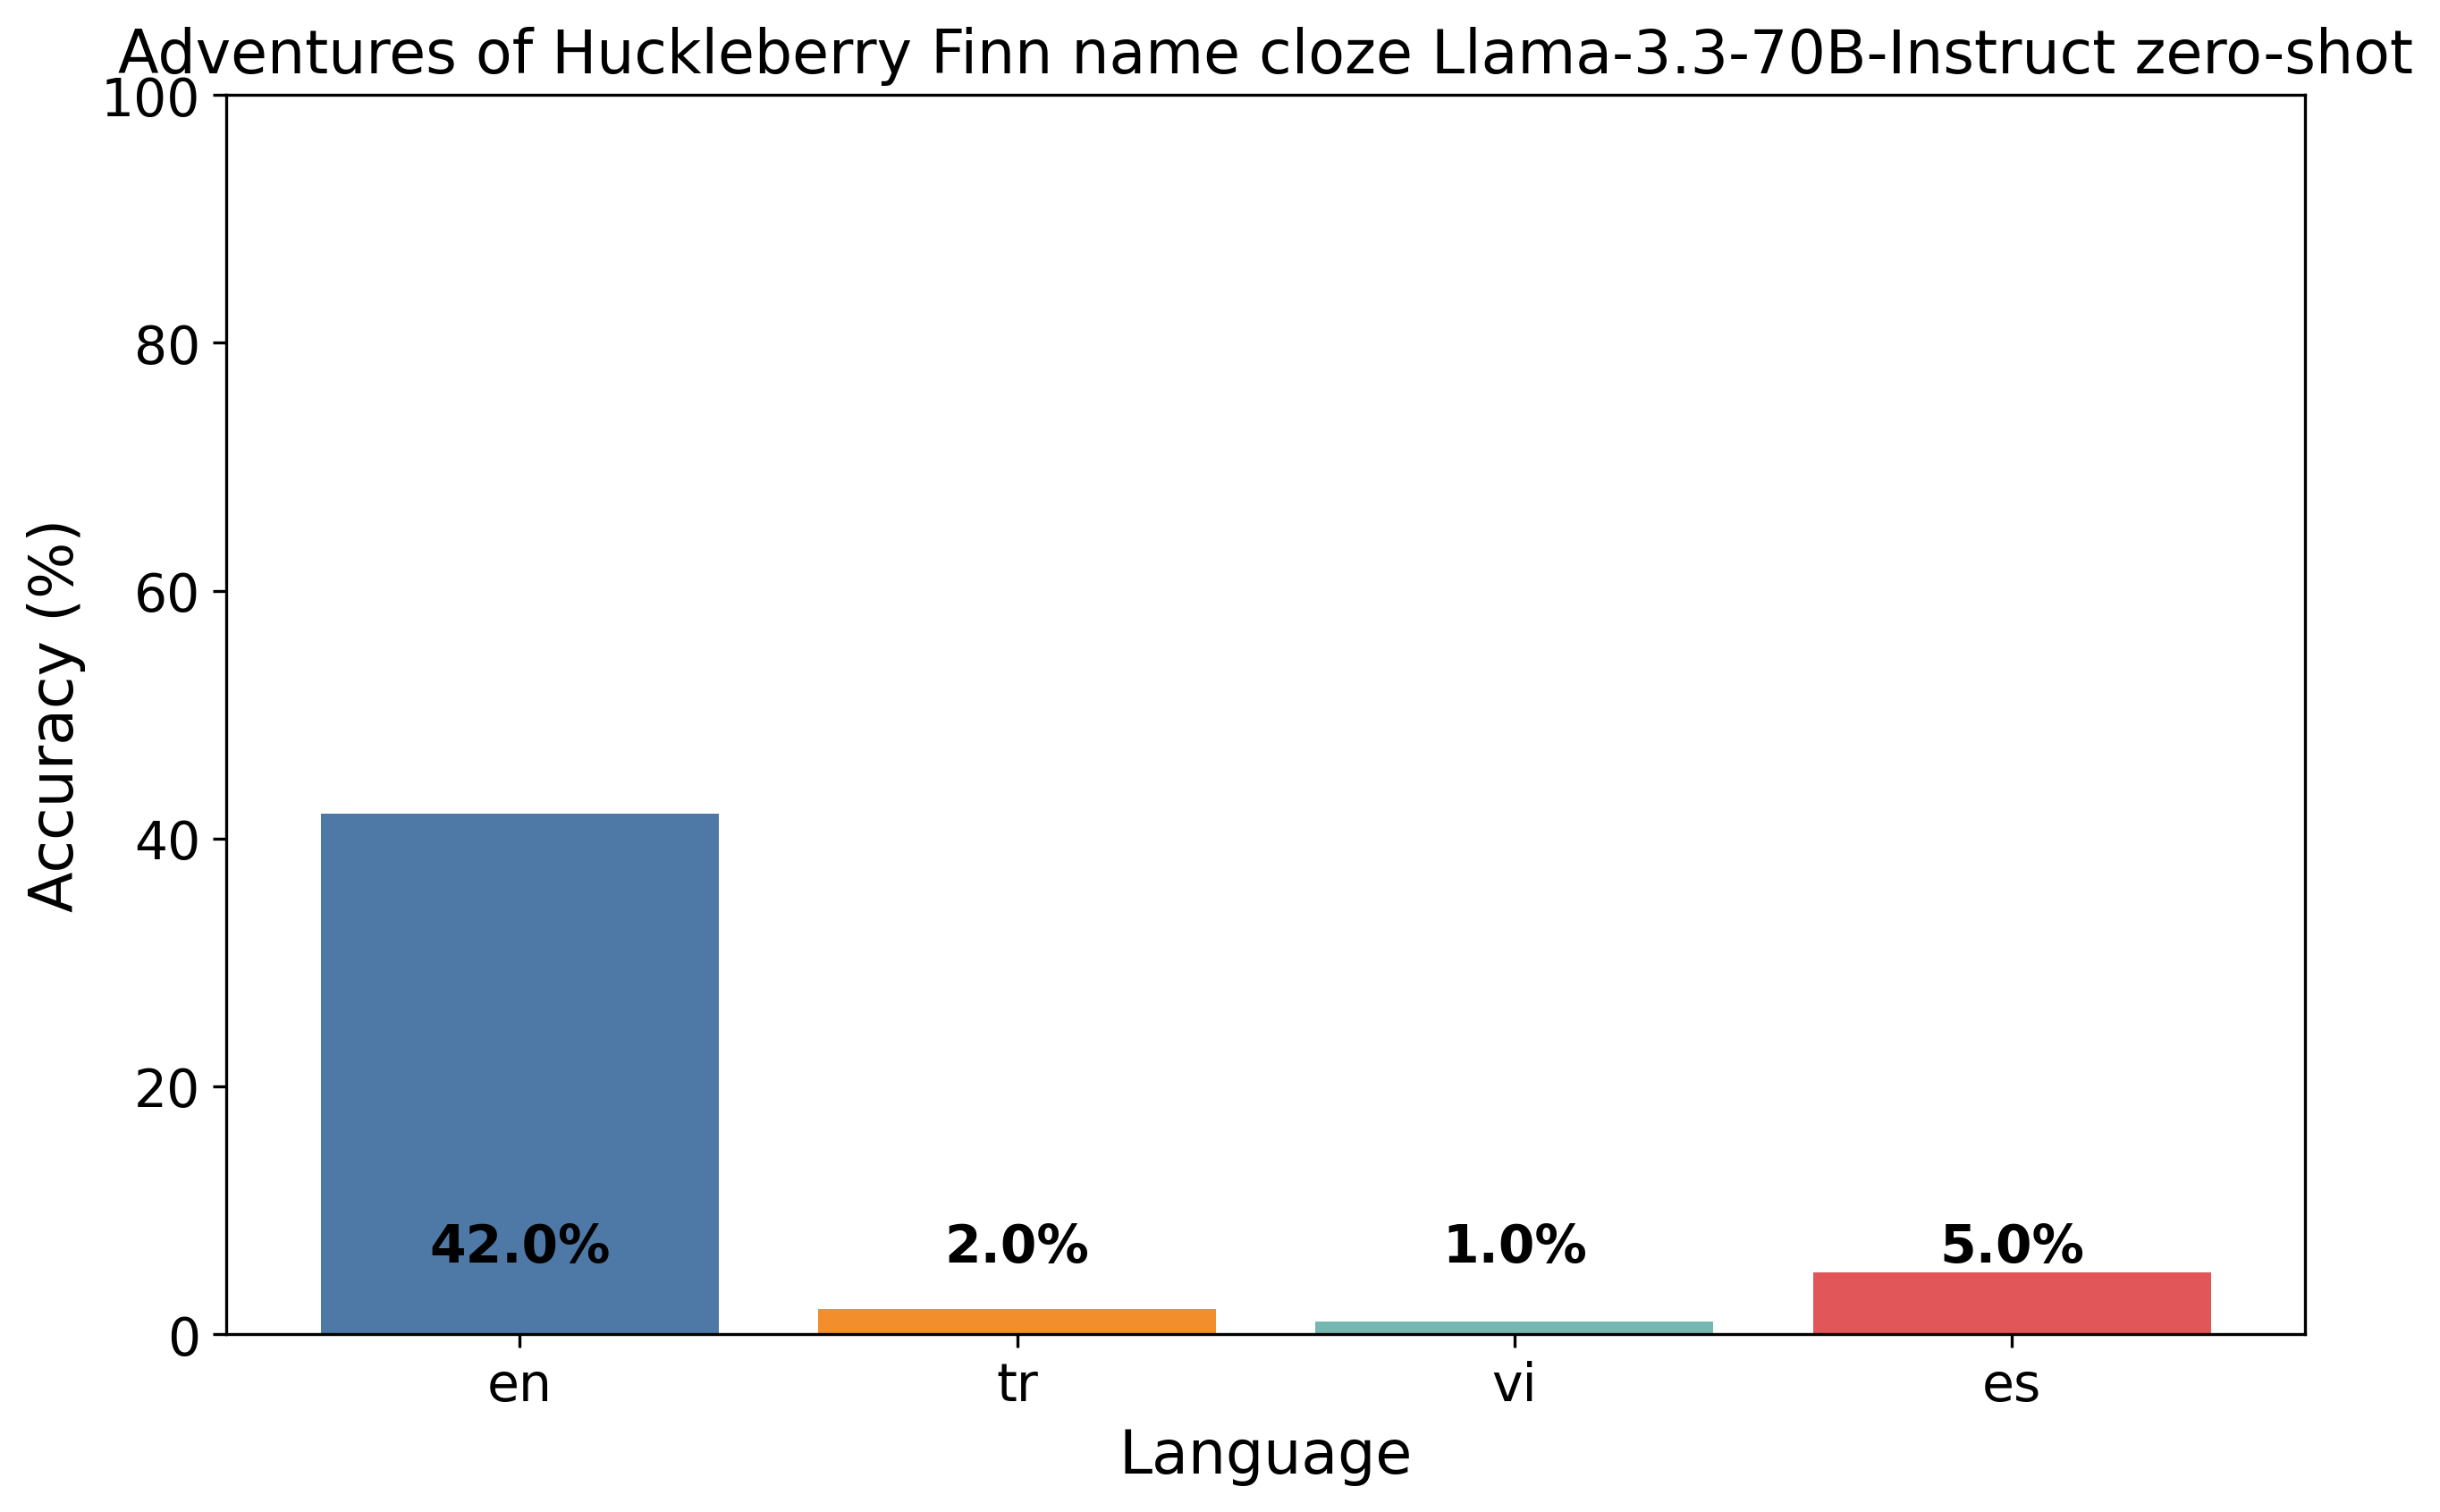 Adventures of Huckleberry Finn name cloze Llama-3.3-70B-Instruct zero-shot
100
80
60
40
20
0
Accuracy (%)
42.0%
2.0%
1.0%
5.0%
en
tr
vi
es
Language